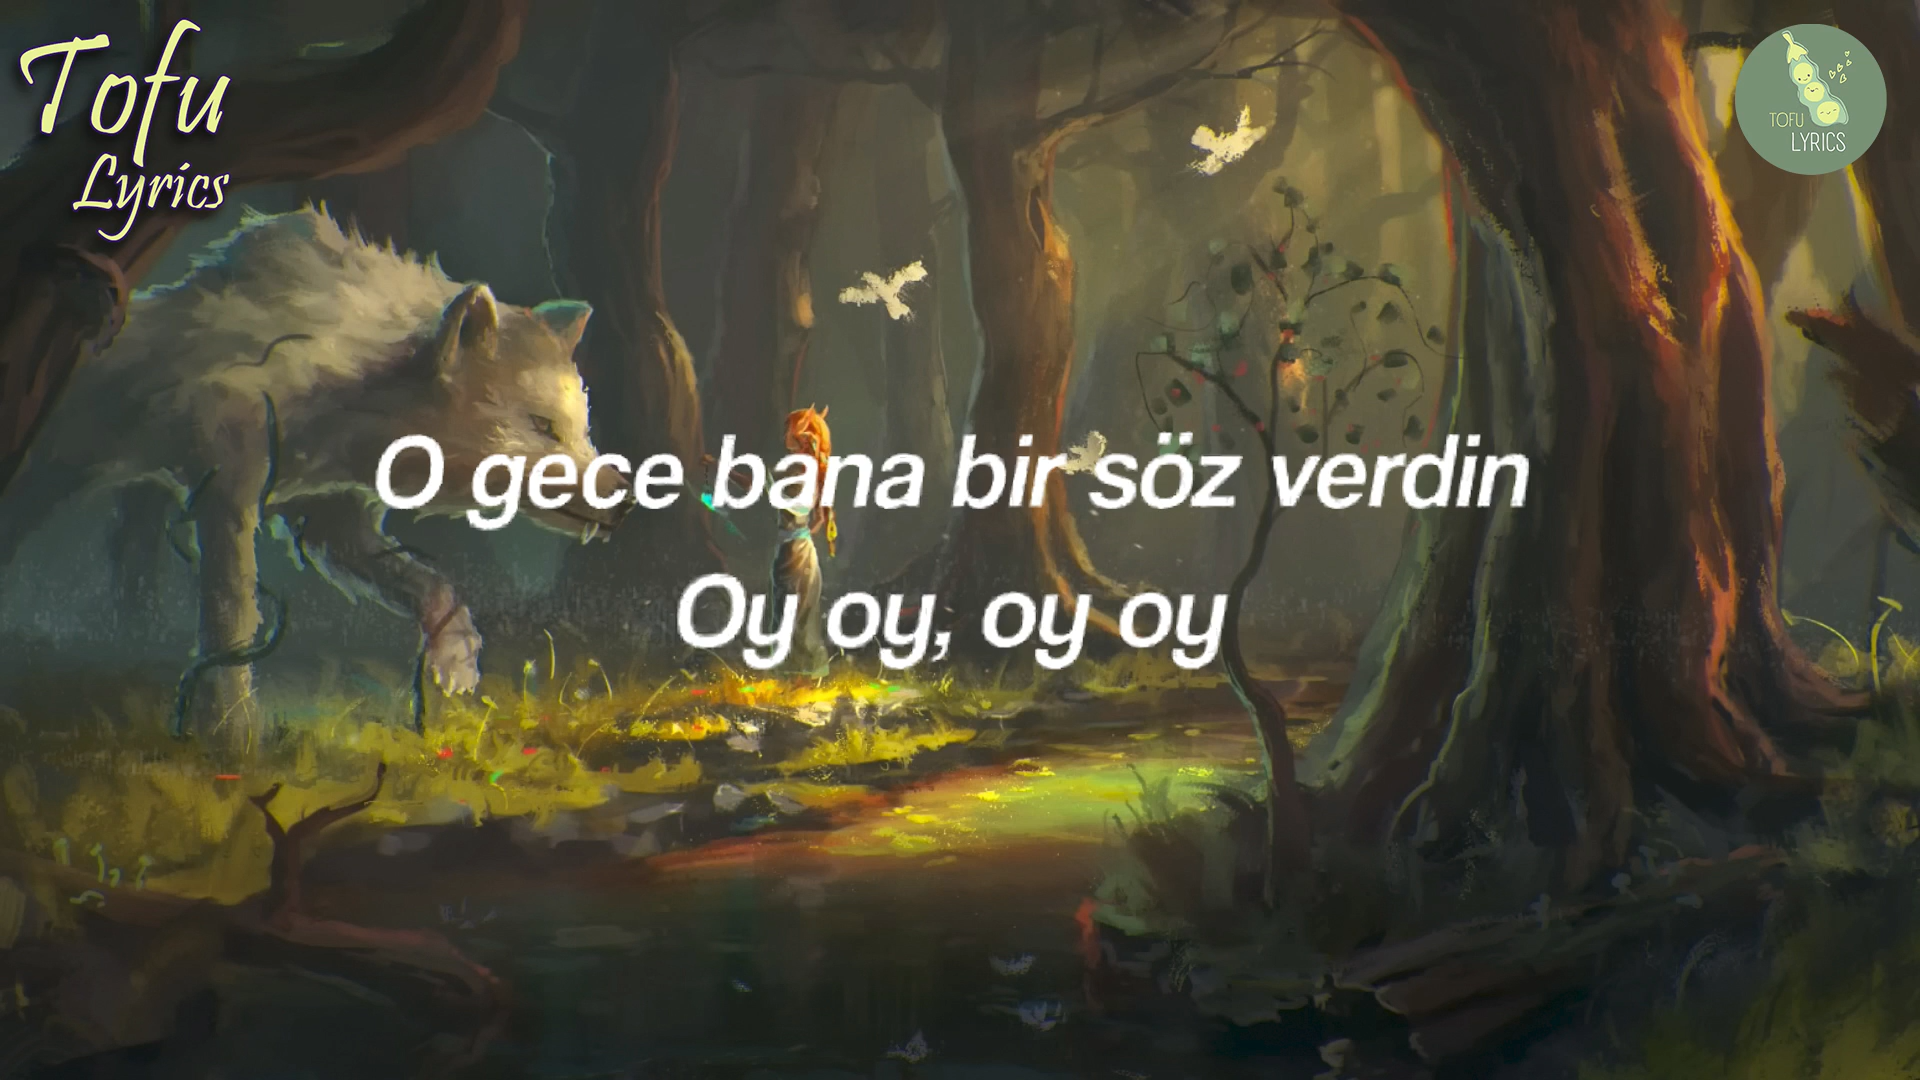 Tofu
Lyrics
TOFU
LYRICS
O gece bana bir söz verdin
Oy oy, oy oy